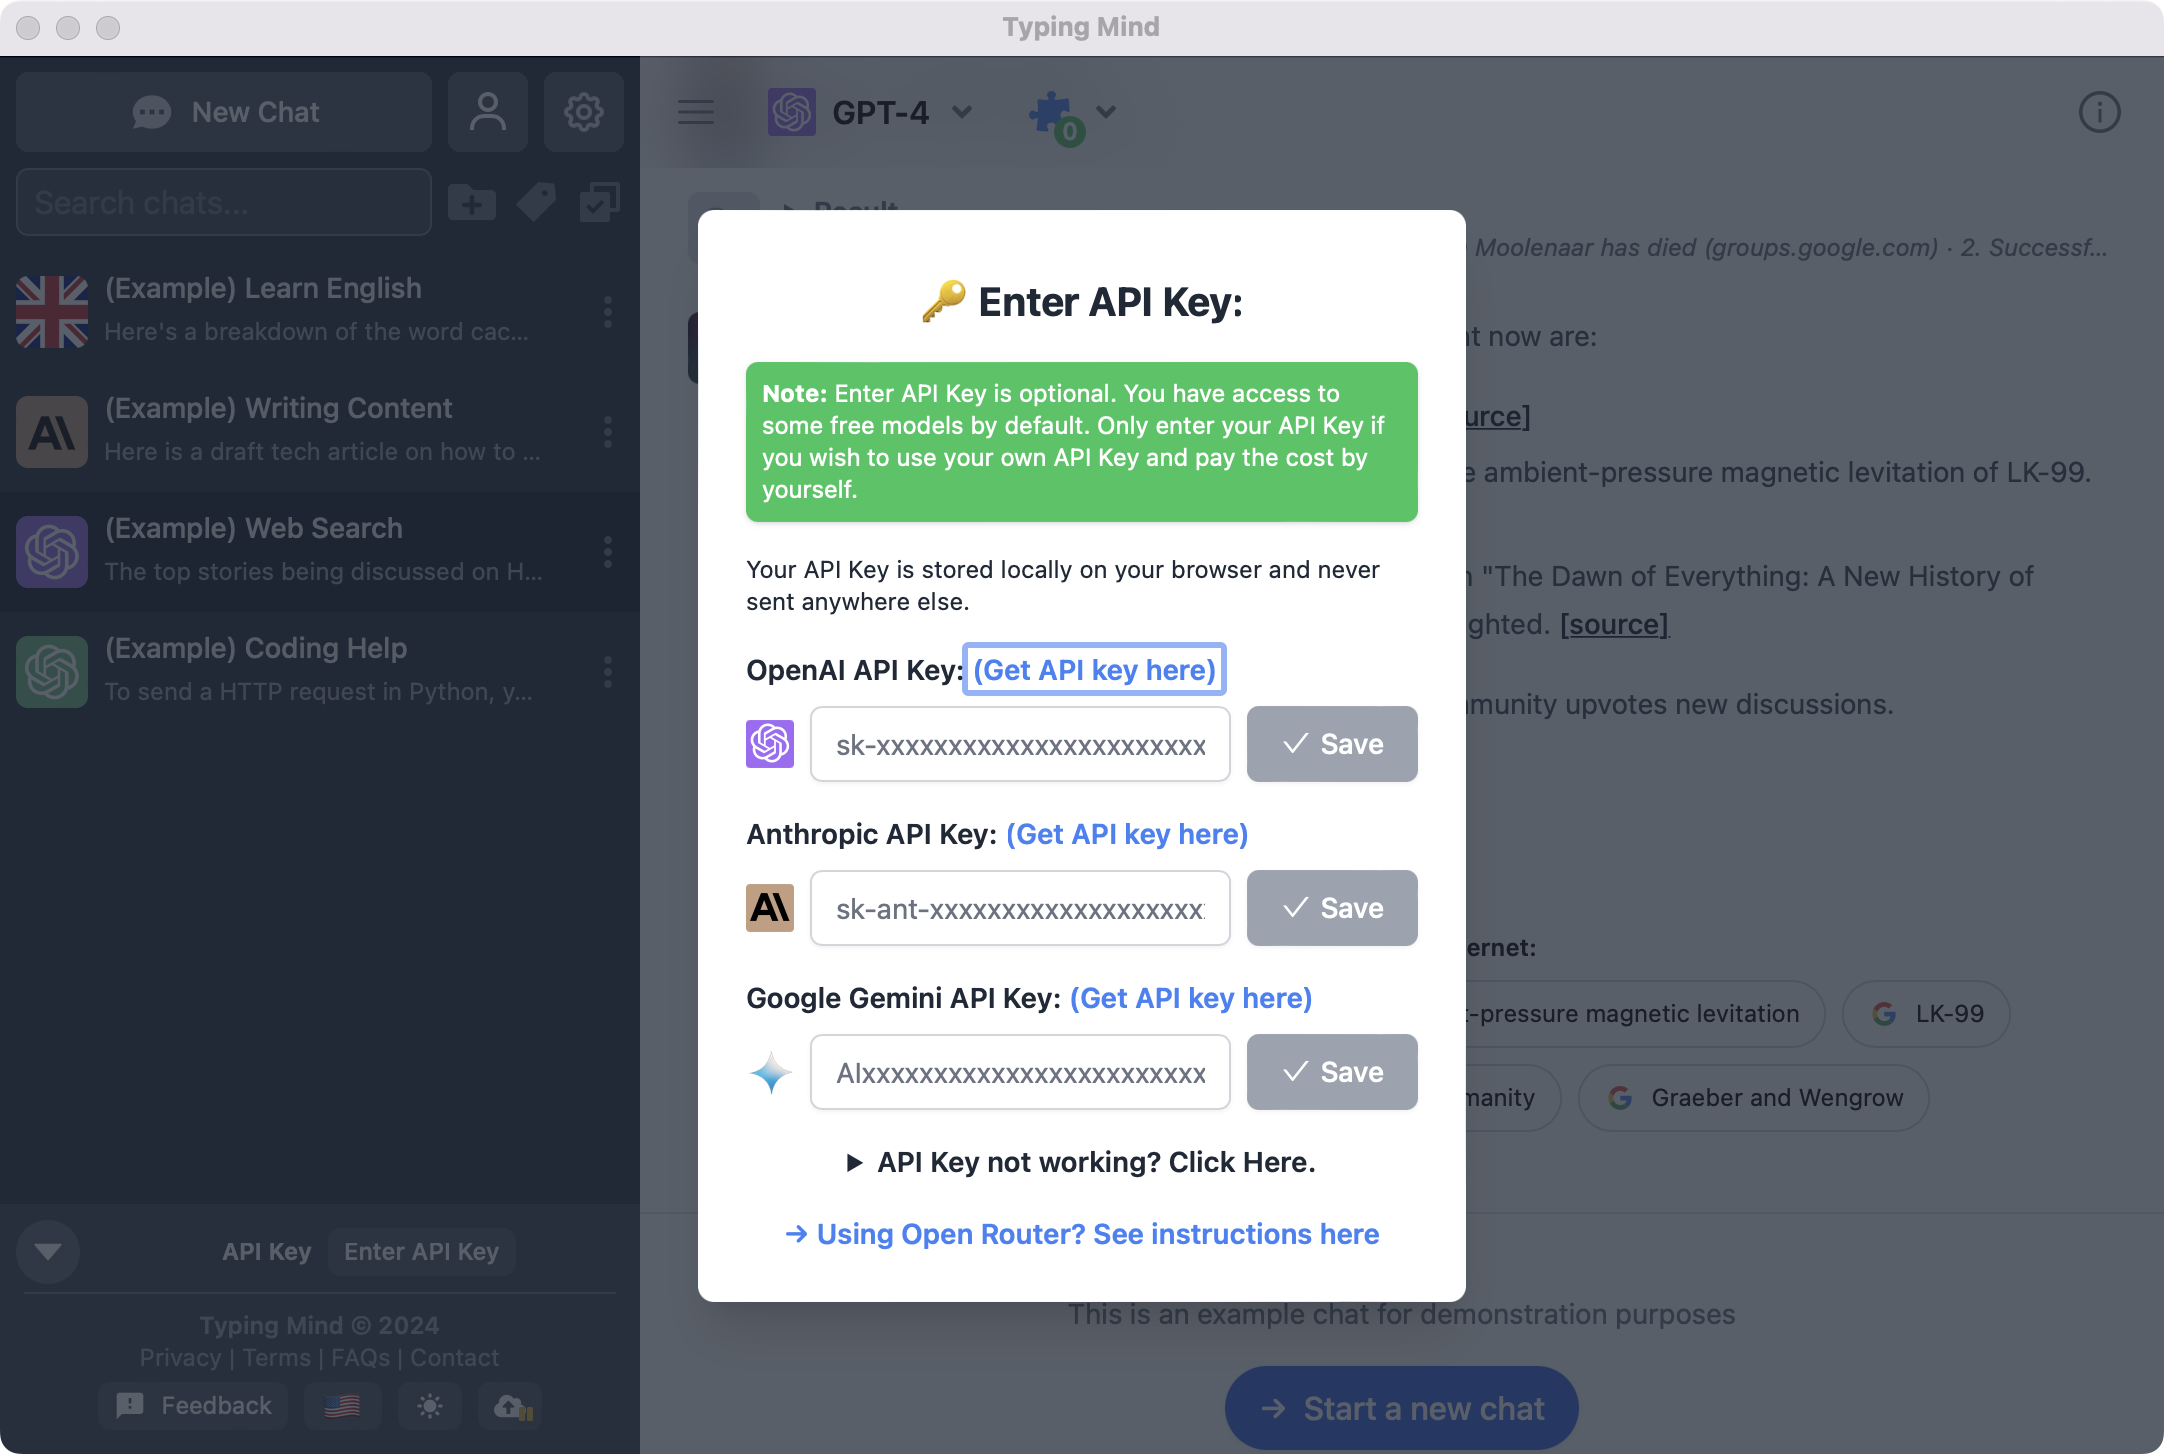 Typing Mind
New Chat
Search chats...
(Example) Learn English
Here's a breakdown of the word cac...
(Example) Writing Content
Here is a draft tech article on how to ...
(Example) Web Search
The top stories being discussed on H...
(Example) Coding Help
To send a HTTP request in Python, y...
API Key
Enter API Key
Typing Mind © 2024
Privacy | Terms | FAQs | Contact
Feedback
GPT-4
0
Result
Moolenaar has died (groups.google.com) · 2. Successf...
now are:
ambient-pressure magnetic levitation of LK-99.
"The Dawn of Everything: A New History of
[source]
upvotes new discussions.
-pressure magnetic levitation
LK-99
Graeber and Wengrow
This is an example chat for demonstration purposes
→ Start a new chat
🔑 Enter API Key:
Note: Enter API Key is optional. You have access to
some free models by default. Only enter your API Key if
you wish to use your own API Key and pay the cost by
yourself.
Your API Key is stored locally on your browser and never
sent anywhere else.
OpenAI API Key: (Get API key here)
sk-xxxxxxxxxxxxxxxxxxxxxxx
✓ Save
Anthropic API Key: (Get API key here)
sk-ant-xxxxxxxxxxxxxxxxxxx
✓ Save
Google Gemini API Key: (Get API key here)
AIxxxxxxxxxxxxxxxxxxxxxxxx
✓ Save
▶ API Key not working? Click Here.
→ Using Open Router? See instructions here